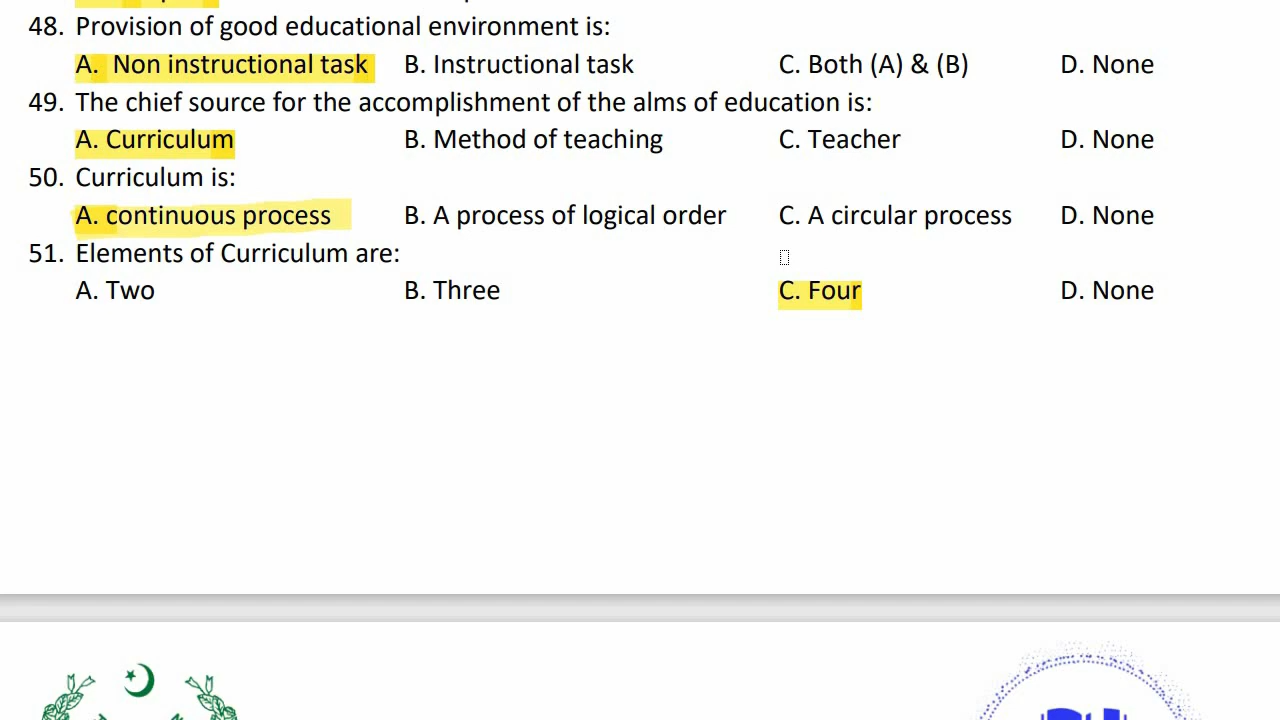 48. Provision of good educational environment is:
A. Non instructional task B. Instructional task C. Both (A) & (B) D. None
49. The chief source for the accomplishment of the alms of education is:
A. Curriculum B. Method of teaching C. Teacher D. None
50. Curriculum is:
A. continuous process B. A process of logical order C. A circular process D. None
51. Elements of Curriculum are:
A. Two B. Three C. Four D. None